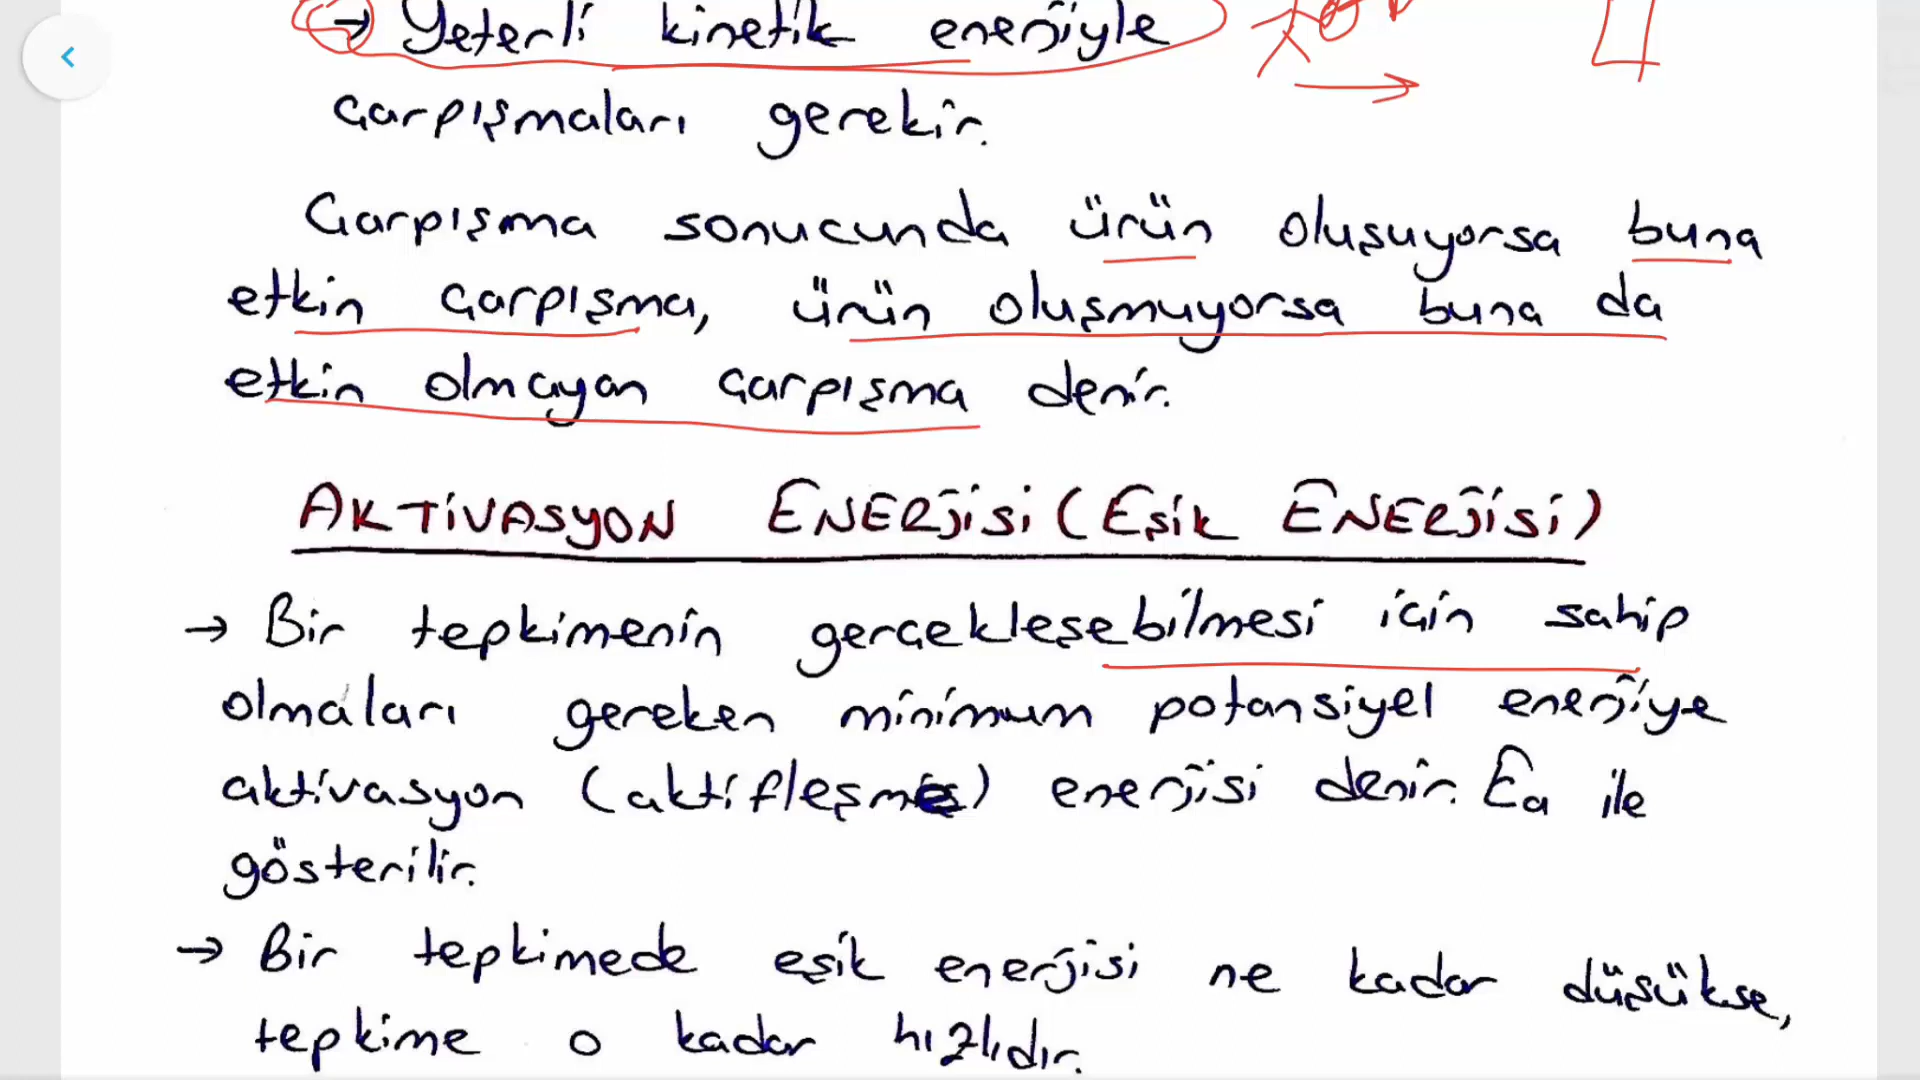 → Yeterli kinetik enerjiyle
çarpışmaları gerekir.
Çarpışma sonucunda ürün oluşuyorsa buna
etkin çarpışma, ürün oluşmuyorsa buna da
etkin olmayan çarpışma denir.
AKTİVASYON ENERJİSİ (EŞİK ENERJİSİ)
→ Bir tepkimenin gerçekleşebilmesi için sahip
olmaları gereken minimum potansiyel enerjiye
aktivasyon (aktifleşme) enerjisi denir. Ea ile
gösterilir.
→ Bir tepkimede eşik enerjisi ne kadar düşükse,
tepkime o kadar hızlıdır.